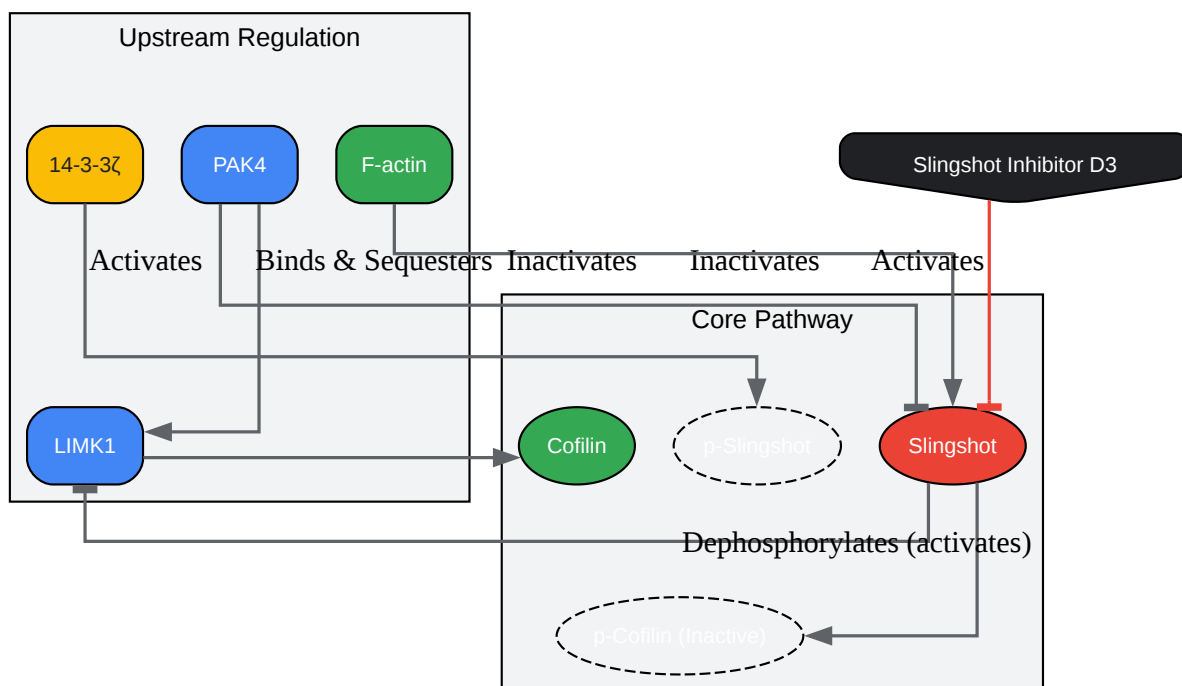 Upstream Regulation
14-3-3ζ
PAK4
F-actin
Slingshot Inhibitor D3
Activates
Binds & Sequesters
Inactivates
Inactivates
Activates
Core Pathway
LIMK1
Cofilin
p-Slingshot
Slingshot
Dephosphorylates (activates)
p-Cofilin (Inactive)